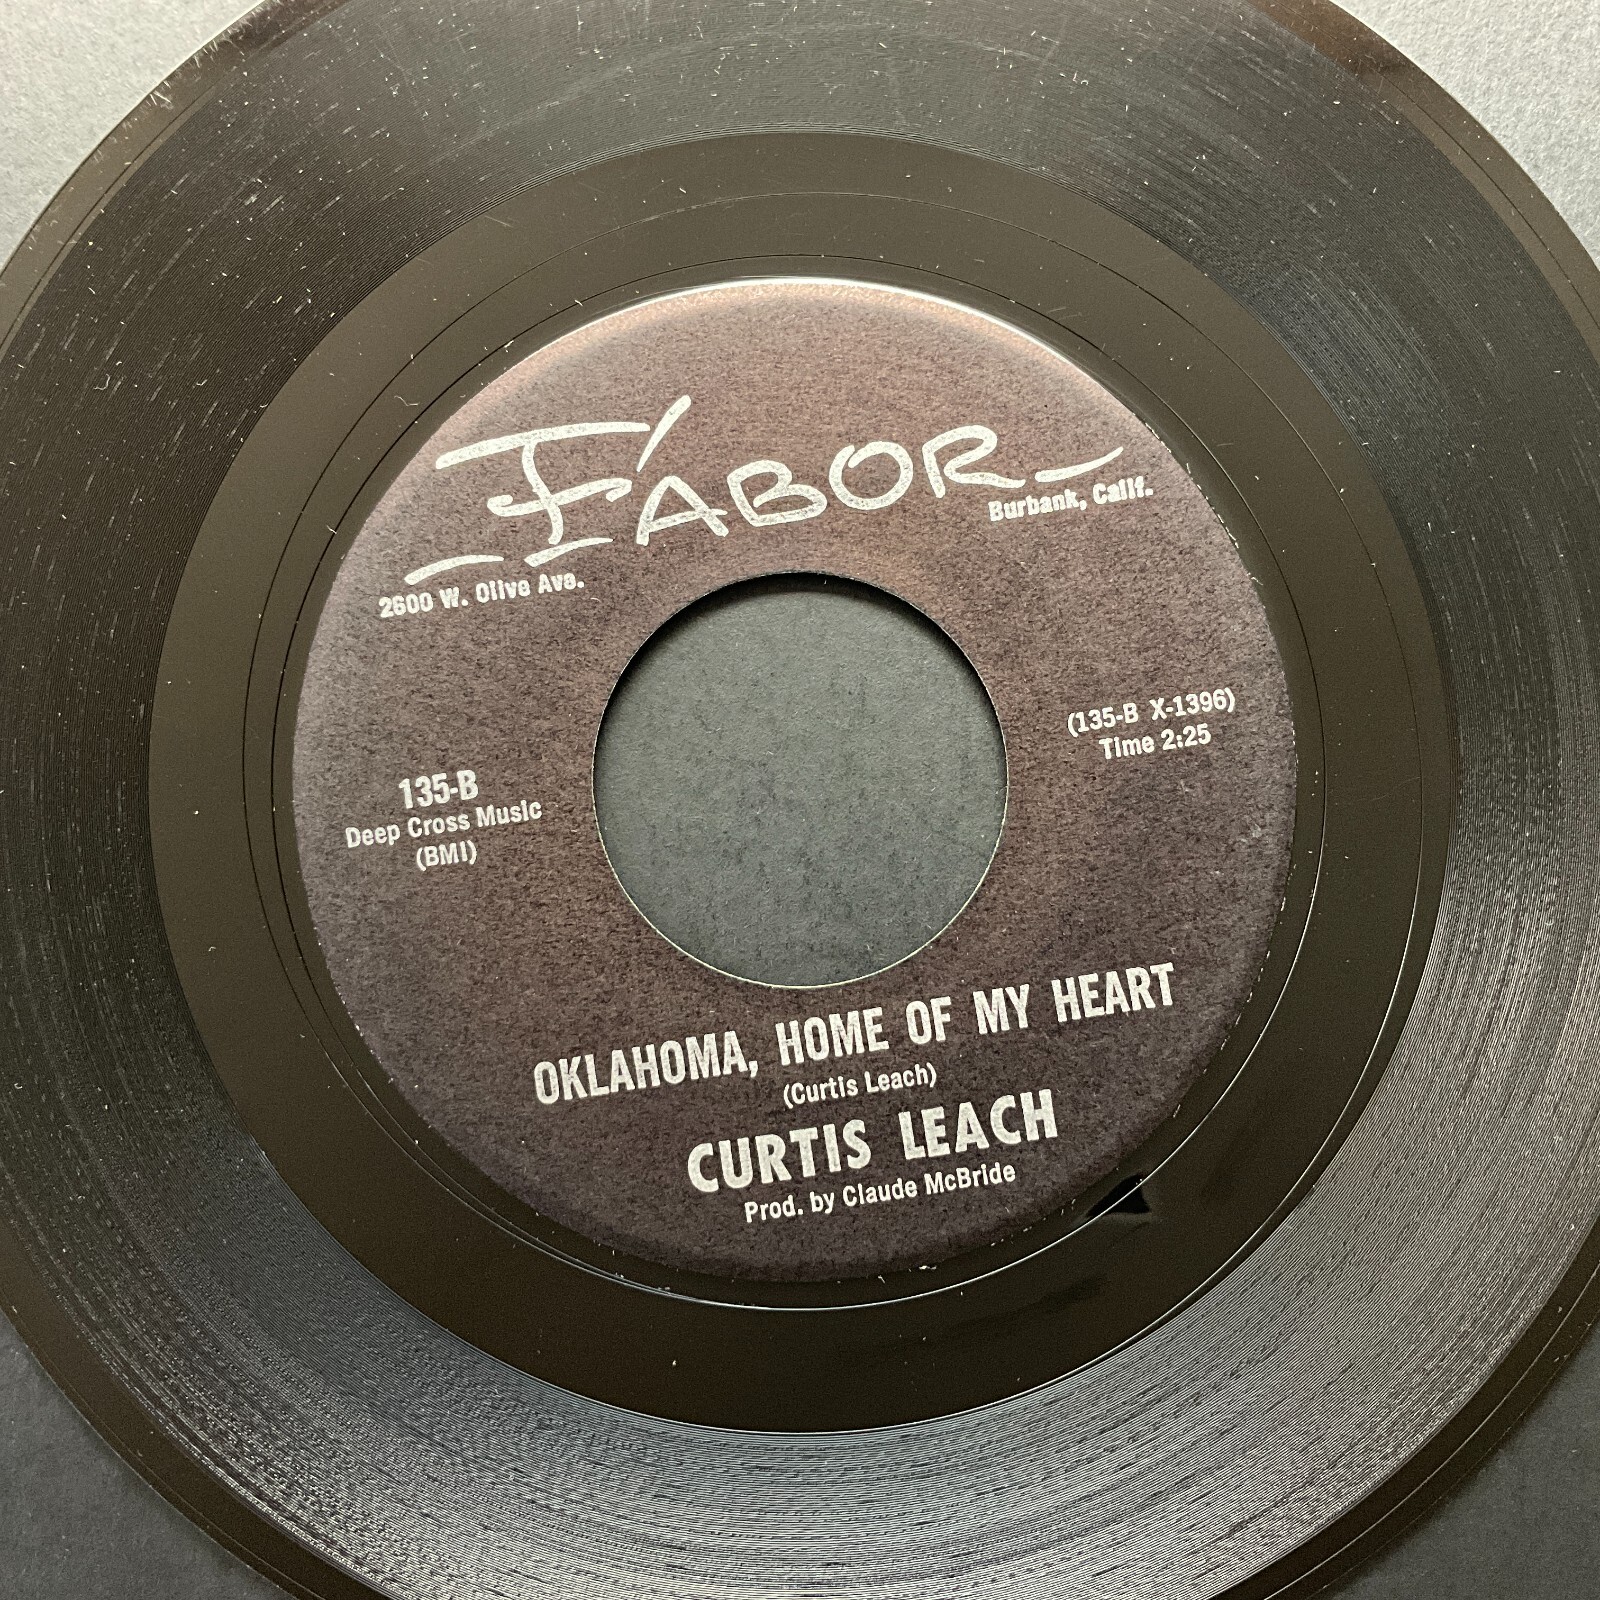 FABOR
Burbank, Calif.
2600 W. Olive Ave.
(135-B X-1396)
Time 2:25
135-B
Deep Cross Music
(BMI)
OKLAHOMA, HOME OF MY HEART
(Curtis Leach)
CURTIS LEACH
Prod. by Claude McBride